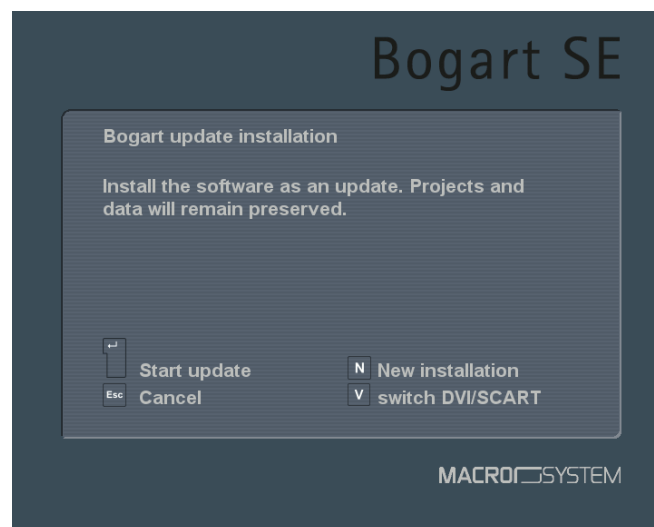 Bogart SE
Bogart update installation
Install the software as an update. Projects and
data will remain preserved.
↵ Start update
N New installation
Esc Cancel
V switch DVI/SCART
MACROSYSTEM